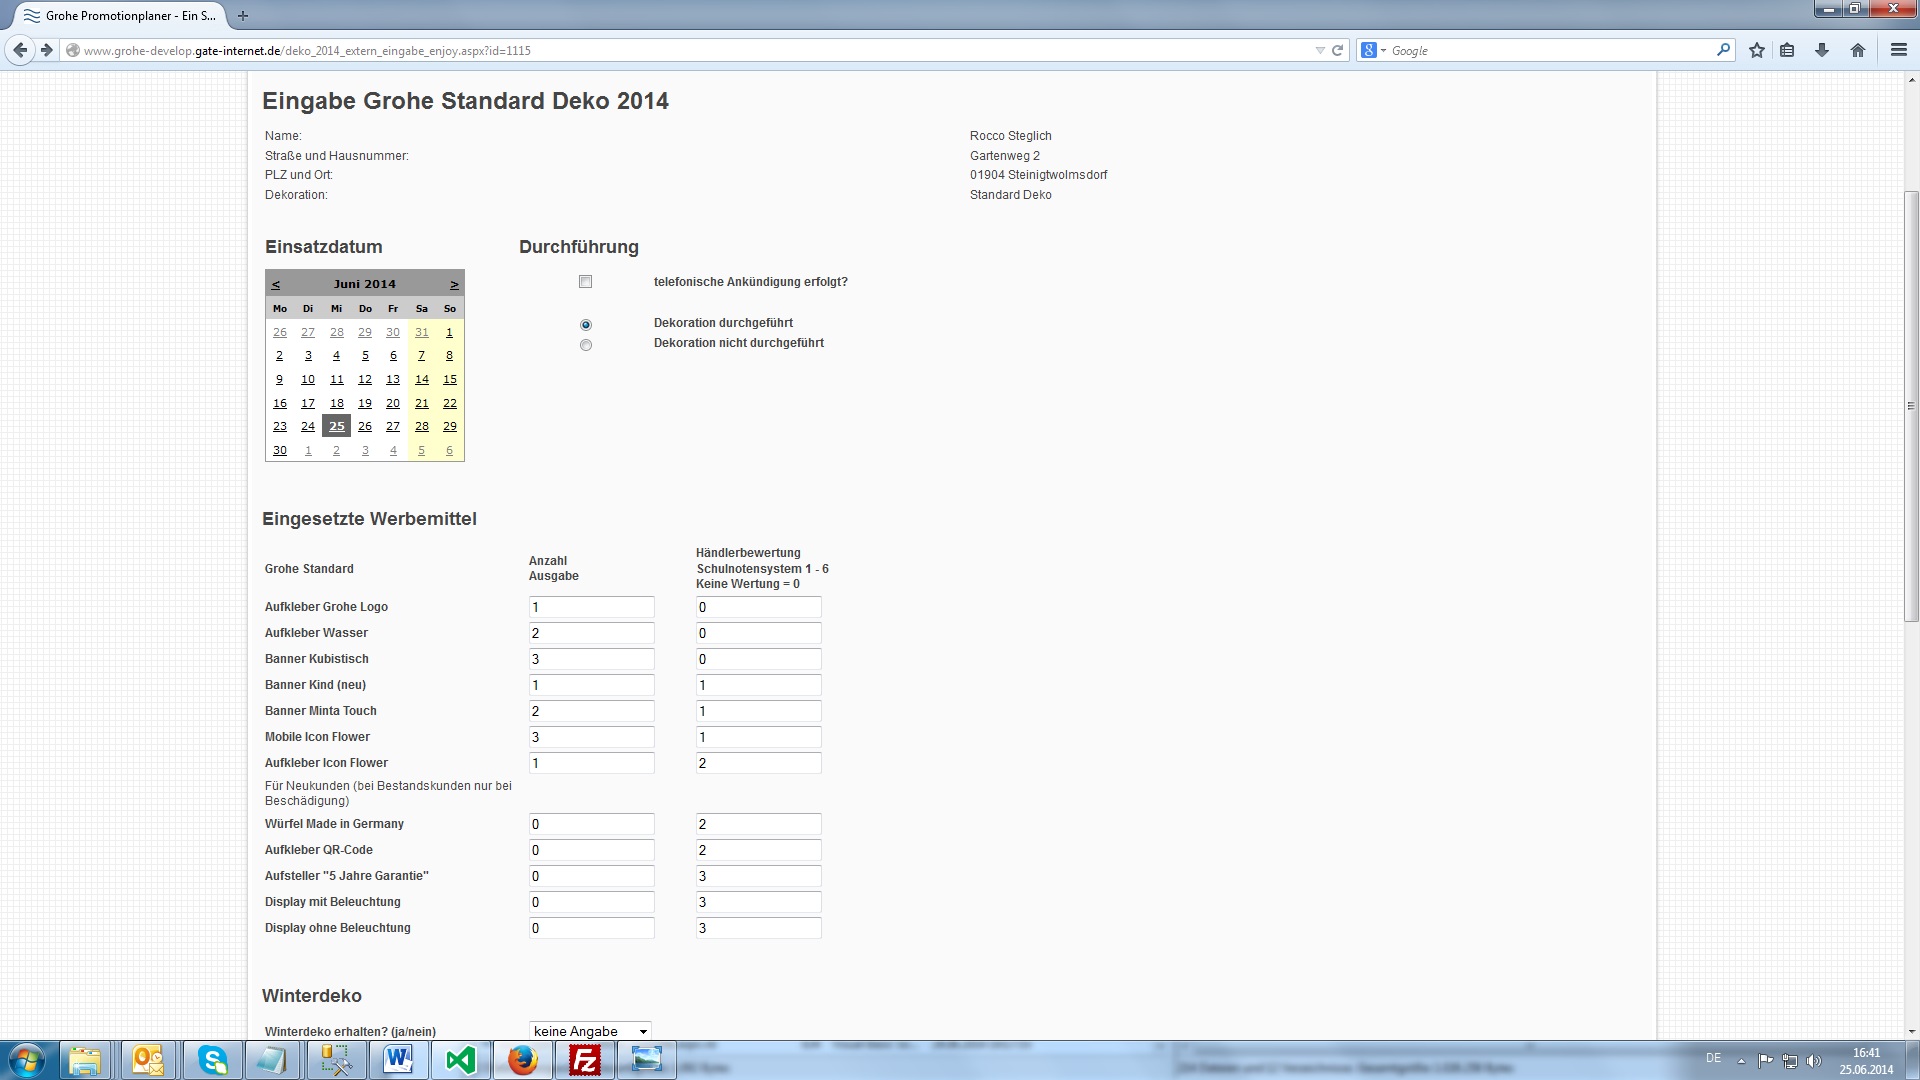 Grohe Promotionplaner - Ein S...
www.grohe-develop.gate-internet.de/deko_2014_extern_eingabe_enjoy.aspx?id=1115
Google
Eingabe Grohe Standard Deko 2014
Name: Rocco Steglich
Straße und Hausnummer: Gartenweg 2
PLZ und Ort: 01904 Steinigtwolmsdorf
Dekoration: Standard Deko
Einsatzdatum Durchführung
< Juni 2014 > telefonische Ankündigung erfolgt?
Mo Di Mi Do Fr Sa So
26 27 28 29 30 31 1 Dekoration durchgeführt
2 3 4 5 6 7 8 Dekoration nicht durchgeführt
9 10 11 12 13 14 15
16 17 18 19 20 21 22
23 24 25 26 27 28 29
30 1 2 3 4 5 6
Eingesetzte Werbemittel
Grohe Standard
Anzahl
Ausgabe
Händlerbewertung
Schulnotensystem 1 - 6
Keine Wertung = 0
Aufkleber Grohe Logo 1 0
Aufkleber Wasser 2 0
Banner Kubistisch 3 0
Banner Kind (neu) 1 1
Banner Minta Touch 2 1
Mobile Icon Flower 3 1
Aufkleber Icon Flower 1 2
Für Neukunden (bei Bestandskunden nur bei
Beschädigung)
Würfel Made in Germany 0 2
Aufkleber QR-Code 0 2
Aufsteller "5 Jahre Garantie" 0 3
Display mit Beleuchtung 0 3
Display ohne Beleuchtung 0 3
Winterdeko
Winterdeko erhalten? (ja/nein) keine Angabe
DE
16:41
25.06.2014